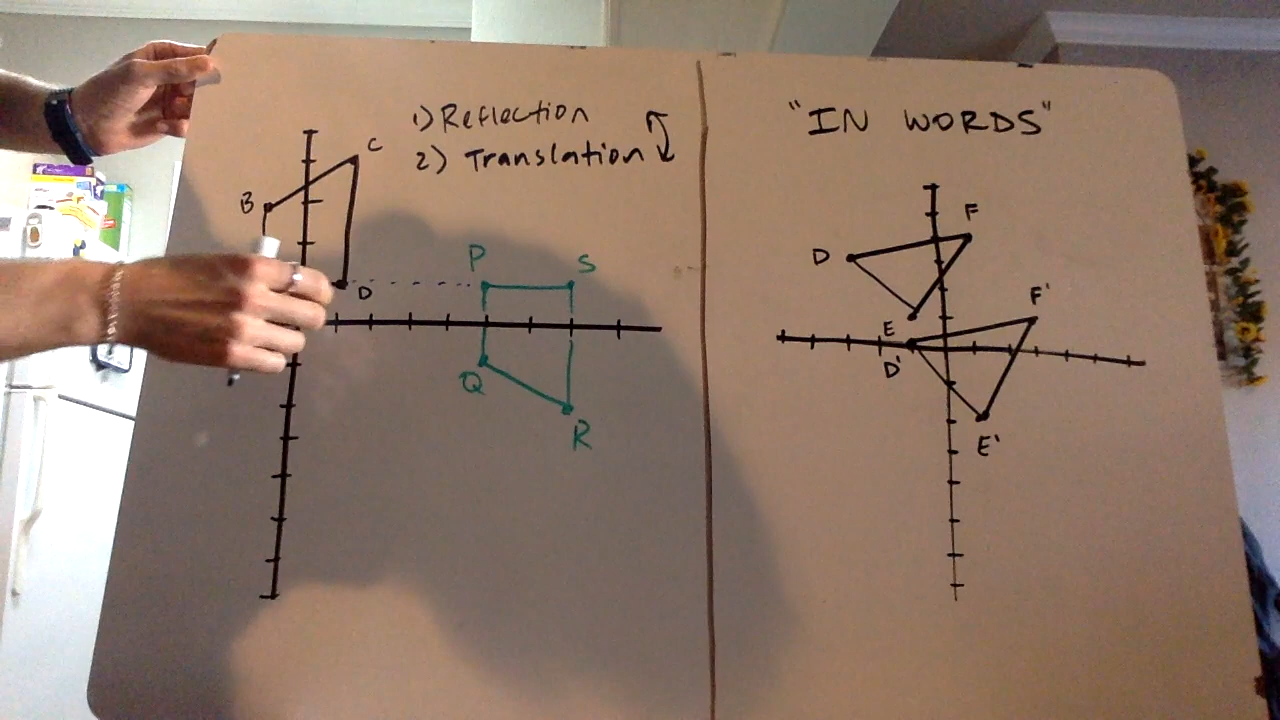 1) Reflection
2) Translation
C
B
D
P
S
Q
R
"IN WORDS"
F
D
E
F'
D'
E'